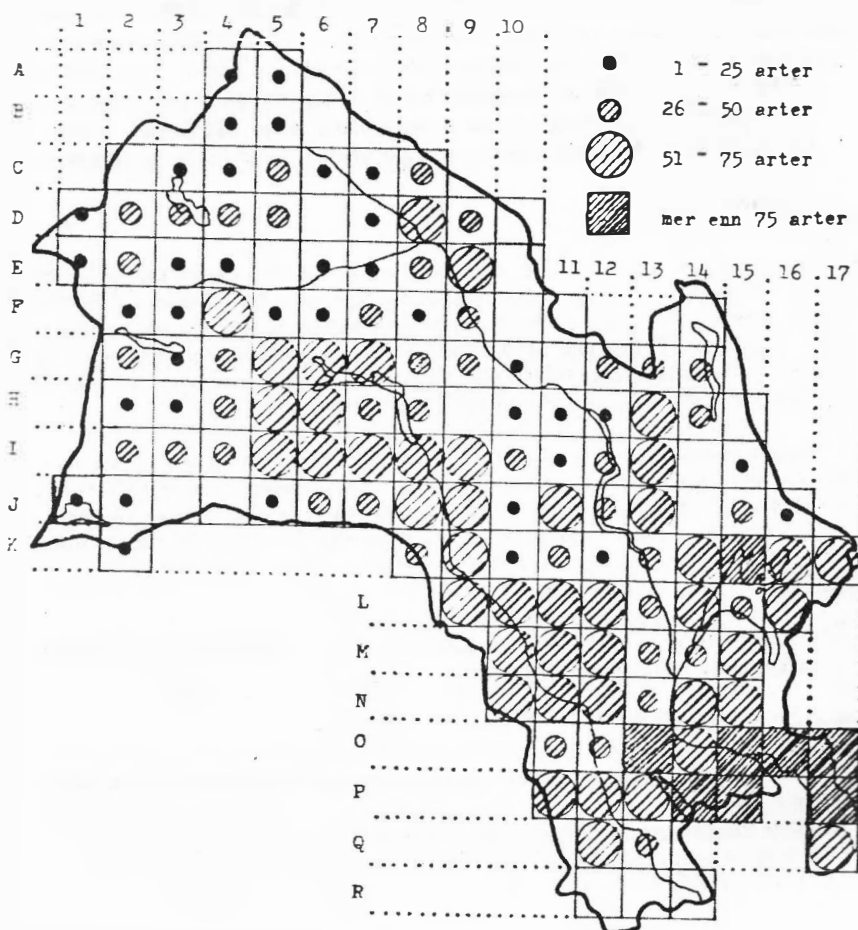 1 2 3 4 5 6 7 8 9 10
A
B
C
D
E
F
G
H
I
J
K
L
M
N
O
P
Q
R
11 12 13 14 15 16 17
1 - 25 arter
26 - 50 arter
51 - 75 arter
mer enn 75 arter